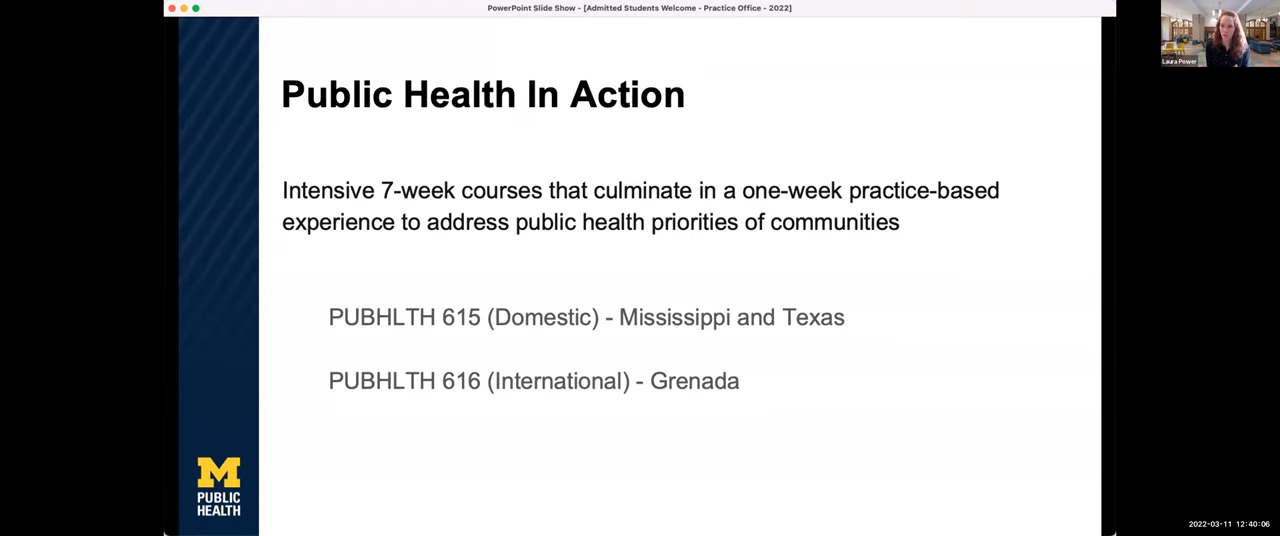 PowerPoint Slide Show - [Admitted Students Welcome - Practice Office - 2022]
Laura Power
Public Health In Action
Intensive 7-week courses that culminate in a one-week practice-based
experience to address public health priorities of communities
PUBHLTH 615 (Domestic) - Mississippi and Texas
PUBHLTH 616 (International) - Grenada
M
PUBLIC
HEALTH
2022-03-11 12:40:06